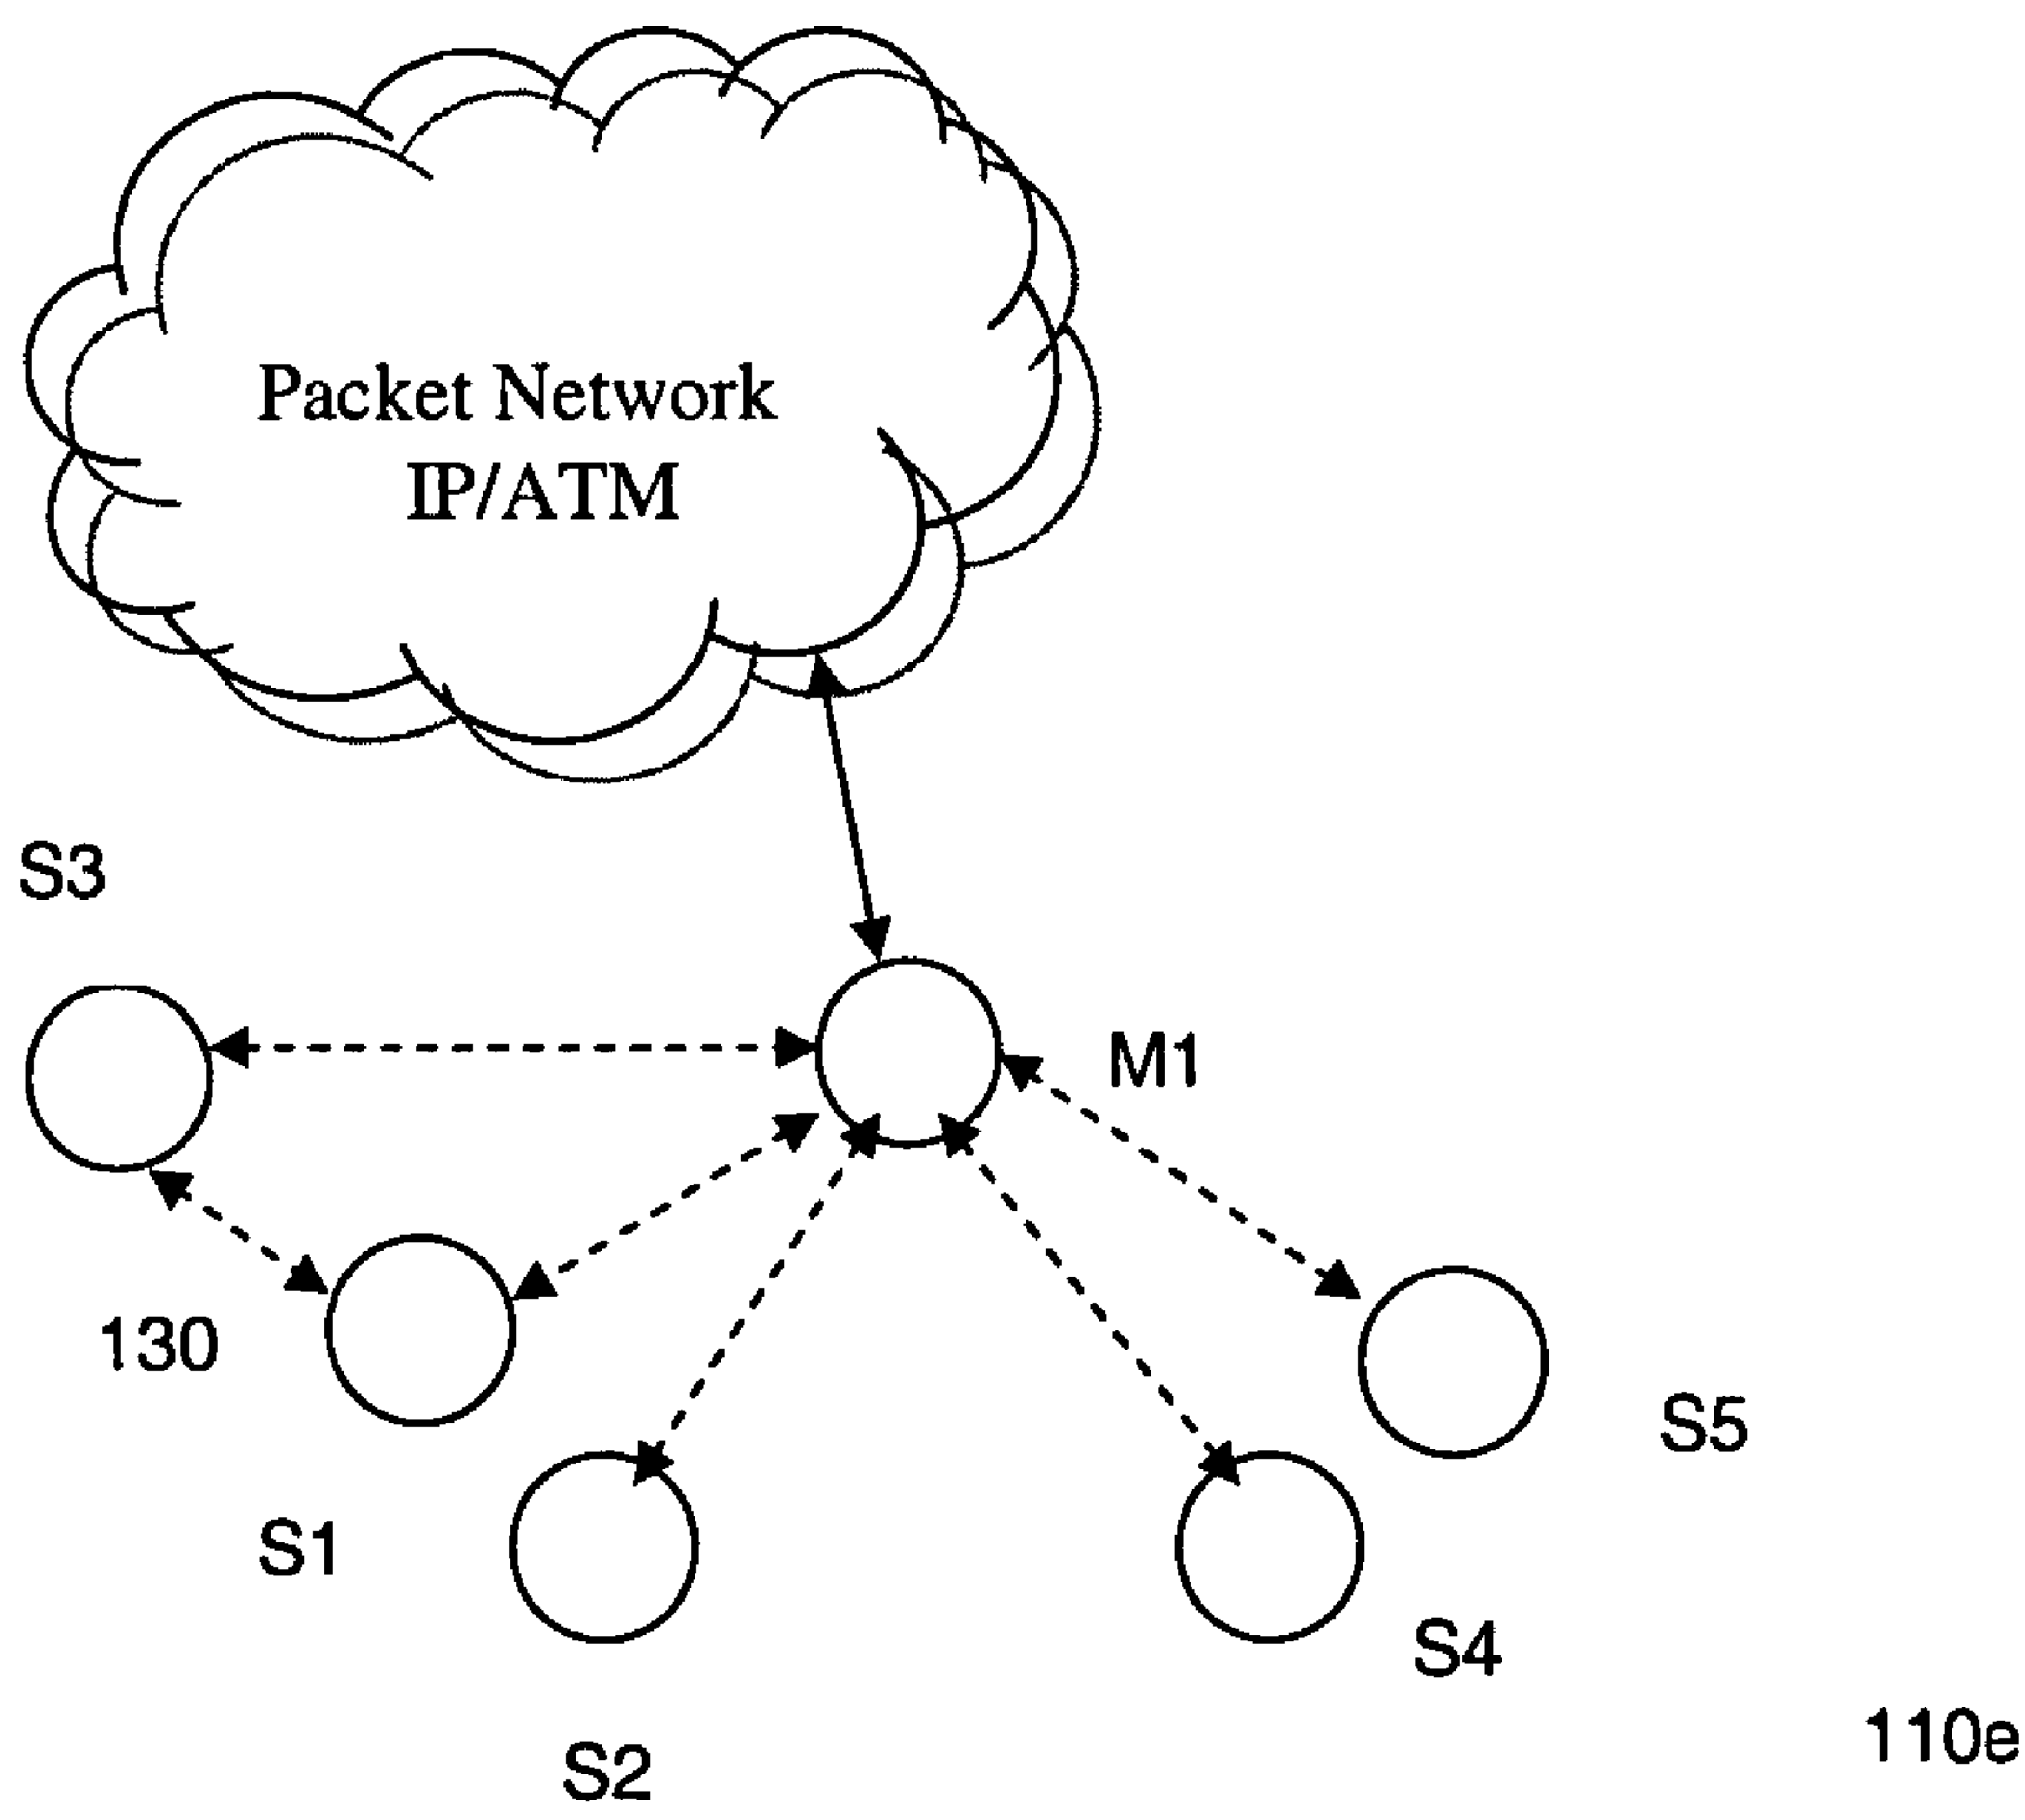 Packet Network
IP/ATM
S3
M1
130
S5
S1
S4
110e
S2